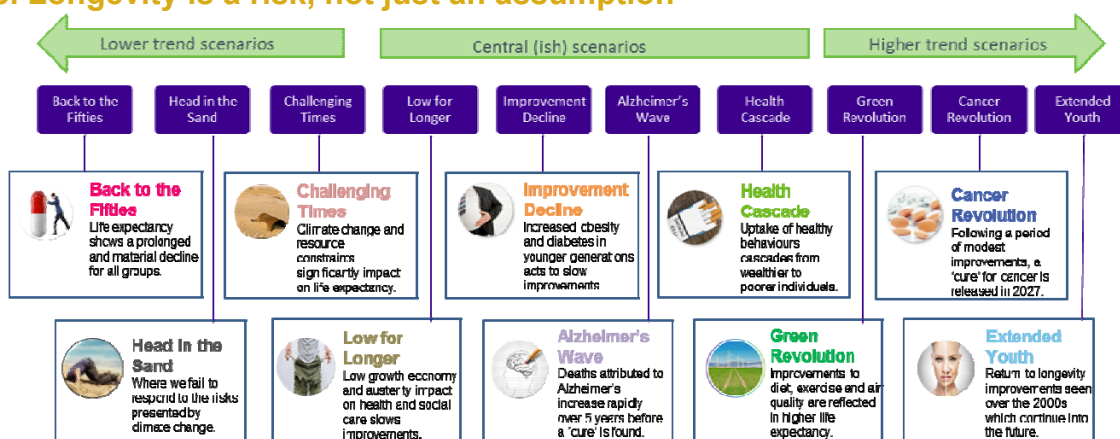 Longevity is a risk, not just an assumption
Lower trend scenarios
Central (ish) scenarios
Higher trend scenarios
Back to the
Fifties
Head in the
Sand
Challenging
Times
Low for
Longer
Improvement
Decline
Alzheimer's
Wave
Health
Cascade
Green
Revolution
Cancer
Revolution
Extended
Youth
Back to the
Fifties
Life expectancy
shows a prolonged
and material decline
for all groups.
Challenging
Times
Climate change and
resource
constraints
significantly impact
on life expectancy.
Improvement
Decline
Increased obesity
and diabetes in
younger generations
acts to slow
improvements
Health
Cascade
Uptake of healthy
behaviours
cascades from
wealthier to
poorer individuals.
Cancer
Revolution
Following a period
of modest
improvements, a
'cure' for cancer is
released in 2027.
Head in the
Sand
Where we fail to
respond to the risks
presented by
climate change.
Low for
Longer
Low growth economy
and austerity impact
on health and social
care slows
improvements.
Alzheimer's
Wave
Deaths attributed to
Alzheimer's
increase rapidly
over 5 years before
a 'cure' is found.
Green
Revolution
Improvements to
diet, exercise and air
quality are reflected
in higher life
expectancy.
Extended
Youth
Return to longevity
improvements seen
over the 2000s
which continue into
the future.